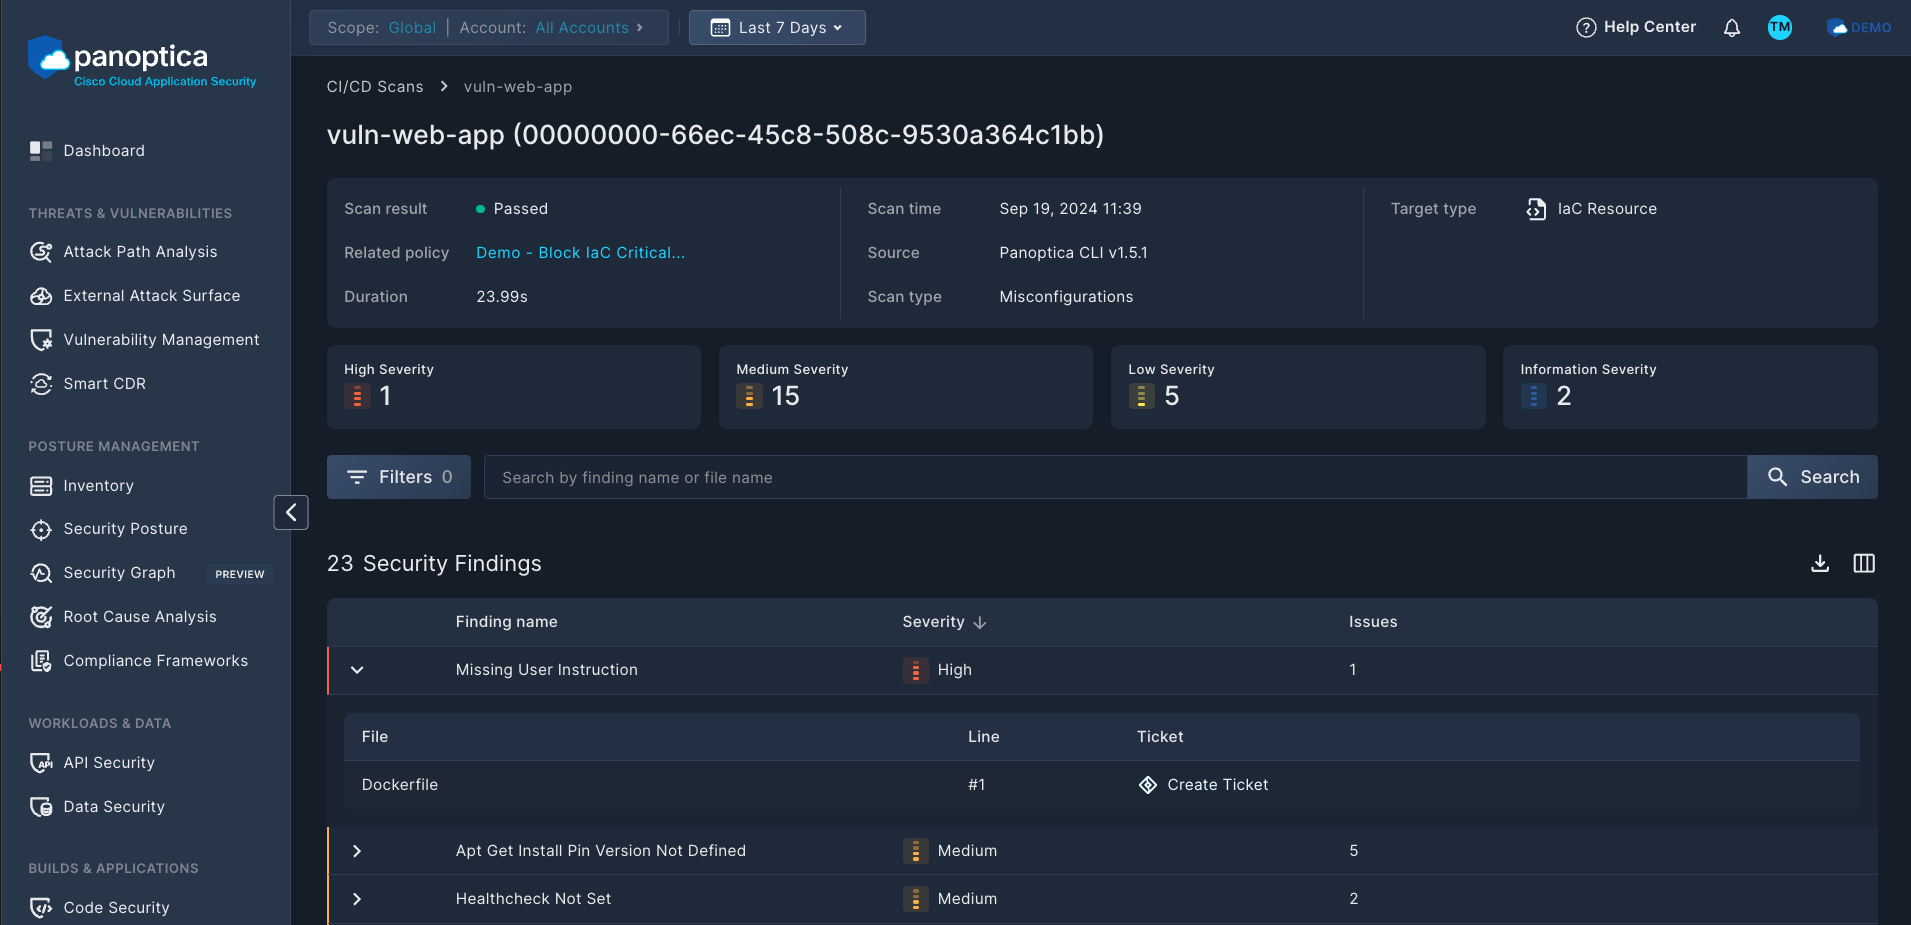 panoptica
Cisco Cloud Application Security
Scope: Global | Account: All Accounts
Last 7 Days
Help Center
TM
DEMO
Dashboard
THREATS & VULNERABILITIES
Attack Path Analysis
External Attack Surface
Vulnerability Management
Smart CDR
POSTURE MANAGEMENT
Inventory
Security Posture
Security Graph PREVIEW
Root Cause Analysis
Compliance Frameworks
WORKLOADS & DATA
API Security
Data Security
BUILDS & APPLICATIONS
Code Security
CI/CD Scans > vuln-web-app
vuln-web-app (00000000-66ec-45c8-508c-9530a364c1bb)
Scan result Passed
Related policy Demo - Block IaC Critical...
Duration 23.99s
Scan time Sep 19, 2024 11:39
Source Panoptica CLI v1.5.1
Scan type Misconfigurations
Target type IaC Resource
High Severity
1
Medium Severity
15
Low Severity
5
Information Severity
2
Filters 0
Search by finding name or file name
Search
23 Security Findings
Finding name Severity Issues
Missing User Instruction High 1
File Line Ticket
Dockerfile #1 Create Ticket
Apt Get Install Pin Version Not Defined Medium 5
Healthcheck Not Set Medium 2